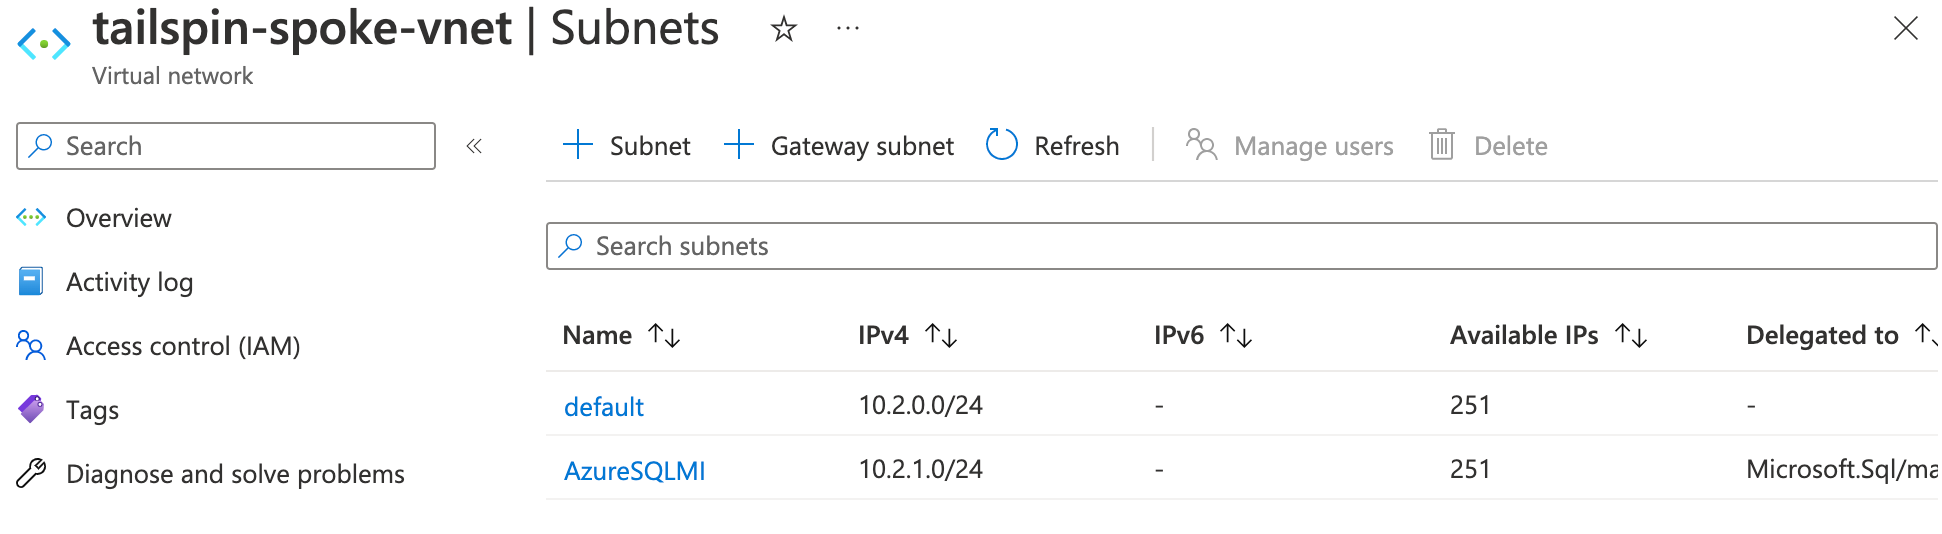 tailspin-spoke-vnet | Subnets
Virtual network
Search
Subnet
Gateway subnet
Refresh
Manage users
Delete
Overview
Activity log
Access control (IAM)
Tags
Diagnose and solve problems
Search subnets
Name IPv4 IPv6 Available IPs Delegated to
default 10.2.0.0/24 - 251 -
AzureSQLMI 10.2.1.0/24 - 251 Microsoft.Sql/ma